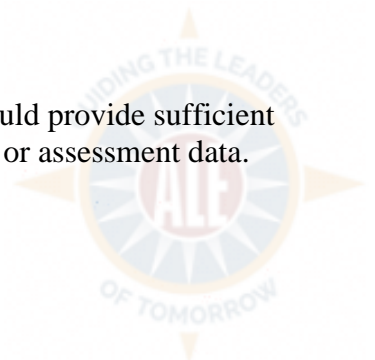 GUIDING THE LEADERS
uld provide sufficient
or assessment data.
ALE
OF TOMORROW